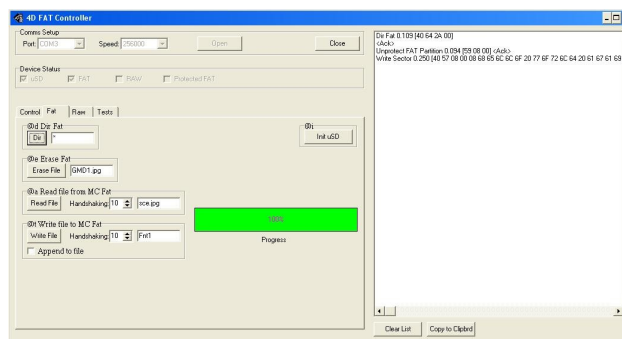 4D FAT Controller
Comms Setup
Port: COM3 Speed: 256000 Open Close
Device Status
uSD FAT RAW Protected FAT
Control Fat Raw Tests
@d Dir Fat
Dir *
@i
Init uSD
@e Erase Fat
Erase File GMD1.jpg
@a Read file from MC Fat
Read File Handshaking: 10 sce.jpg
@t Write file to MC Fat
Write File Handshaking: 10 Fnt1
Append to file
100%
Progress
Dir Fat 0.109 [40 64 2A 00]
<Ack>
Unprotect FAT Partition 0.094 [59 08 00] <Ack>
Write Sector 0.250 [40 57 08 00 08 68 65 6C 6C 6F 20 77 6F 72 6C 64 20 61 67 61 69
Clear List Copy to Clipbrd